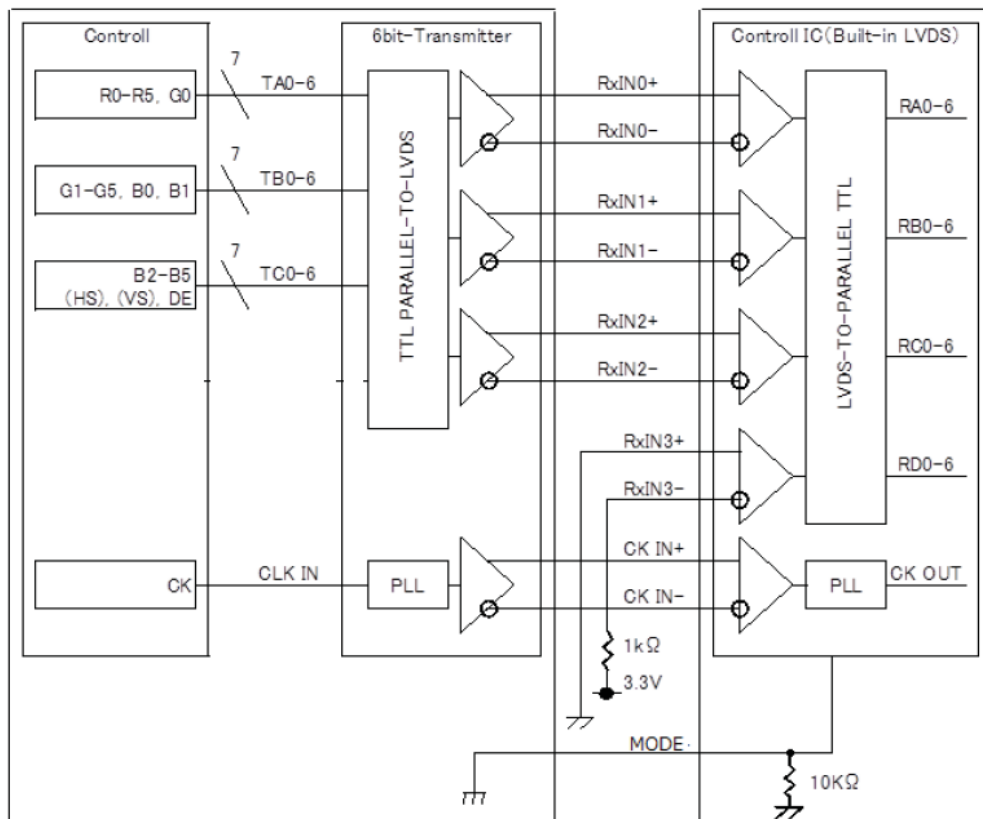 Controll
6bit-Transmitter
Controll IC(Built-in LVDS)
7
R0-R5, G0
TA0-6
RxIN0+
RA0-6
RxIN0-
7
G1-G5, B0, B1
TB0-6
RxIN1+
RB0-6
RxIN1-
7
B2-B5
(HS), (VS), DE
TC0-6
TTL PARALLEL-TO-LVDS
RxIN2+
LVDS-TO-PARALLEL TTL
RC0-6
RxIN2-
RxIN3+
RD0-6
RxIN3-
CK
CLK IN
PLL
CK IN+
PLL
CK OUT
CK IN-
1kΩ
3.3V
MODE
10KΩ